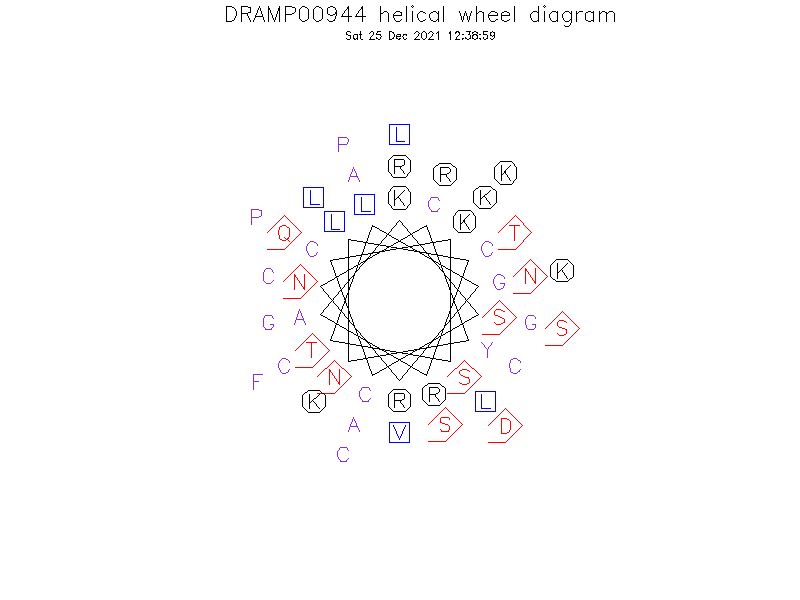 DRAMP00944 helical wheel diagram
Sat 25 Dec 2021 12:38:59
L
P
R
A R K
L L K C K
P L K
Q T
C C
C N G N K
G A S G S
T Y
C C
F N S
K C R R L
A V S D
C